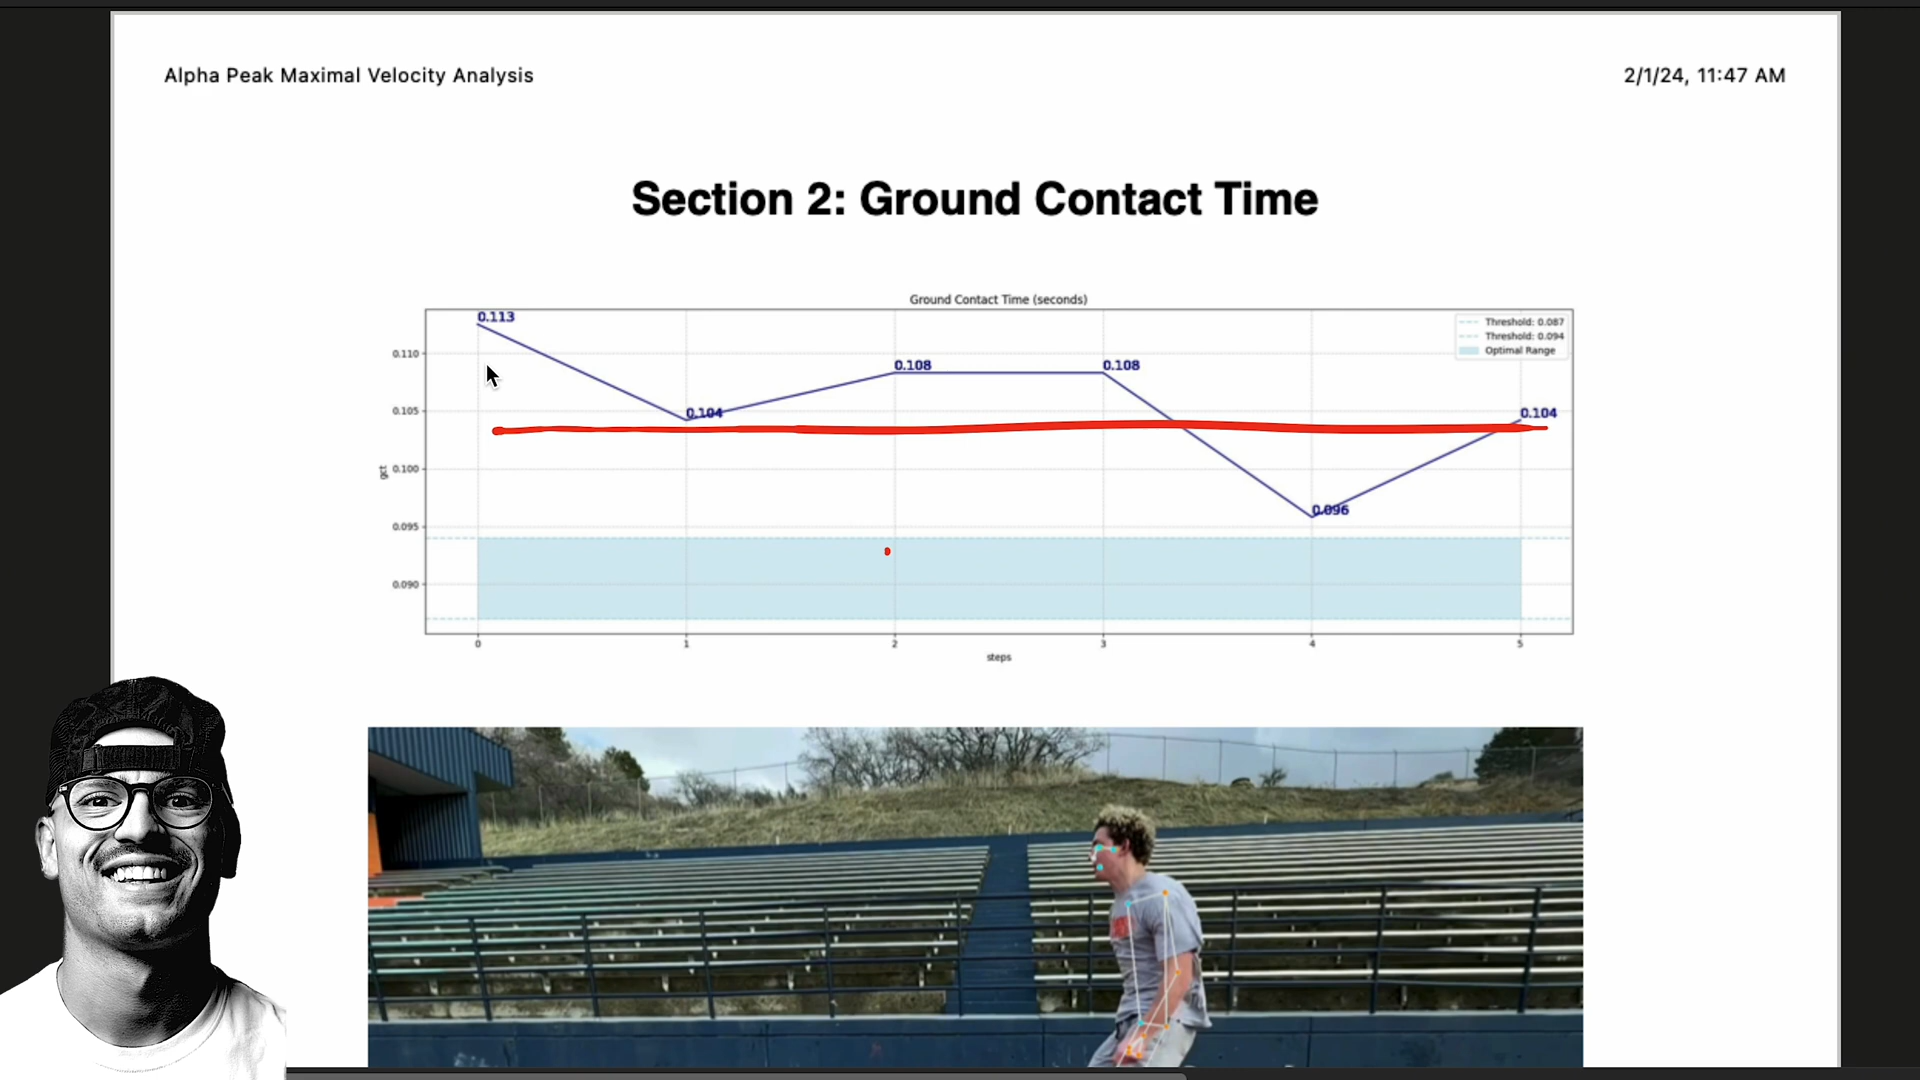 Alpha Peak Maximal Velocity Analysis
2/1/24, 11:47 AM
Section 2: Ground Contact Time
Ground Contact Time (seconds)
0.113
0.104
0.108
0.108
0.096
0.104
Threshold: 0.087
Threshold: 0.094
Optimal Range
0.110
0.105
0.100
0.095
0.090
gct
0 1 2 3 4 5
steps